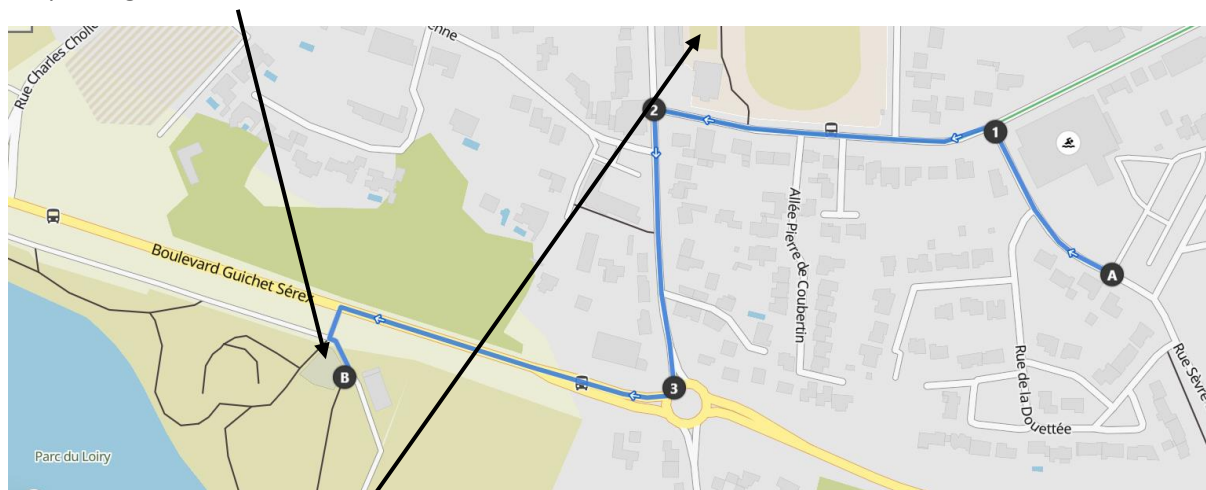 Rue Charles Cholle
enne
2
1
Allée Pierre de Coubertin
A
Boulevard Guichet Sérex
B
3
Rue de la Douettée
Rue Sèvre
Parc du Loiry